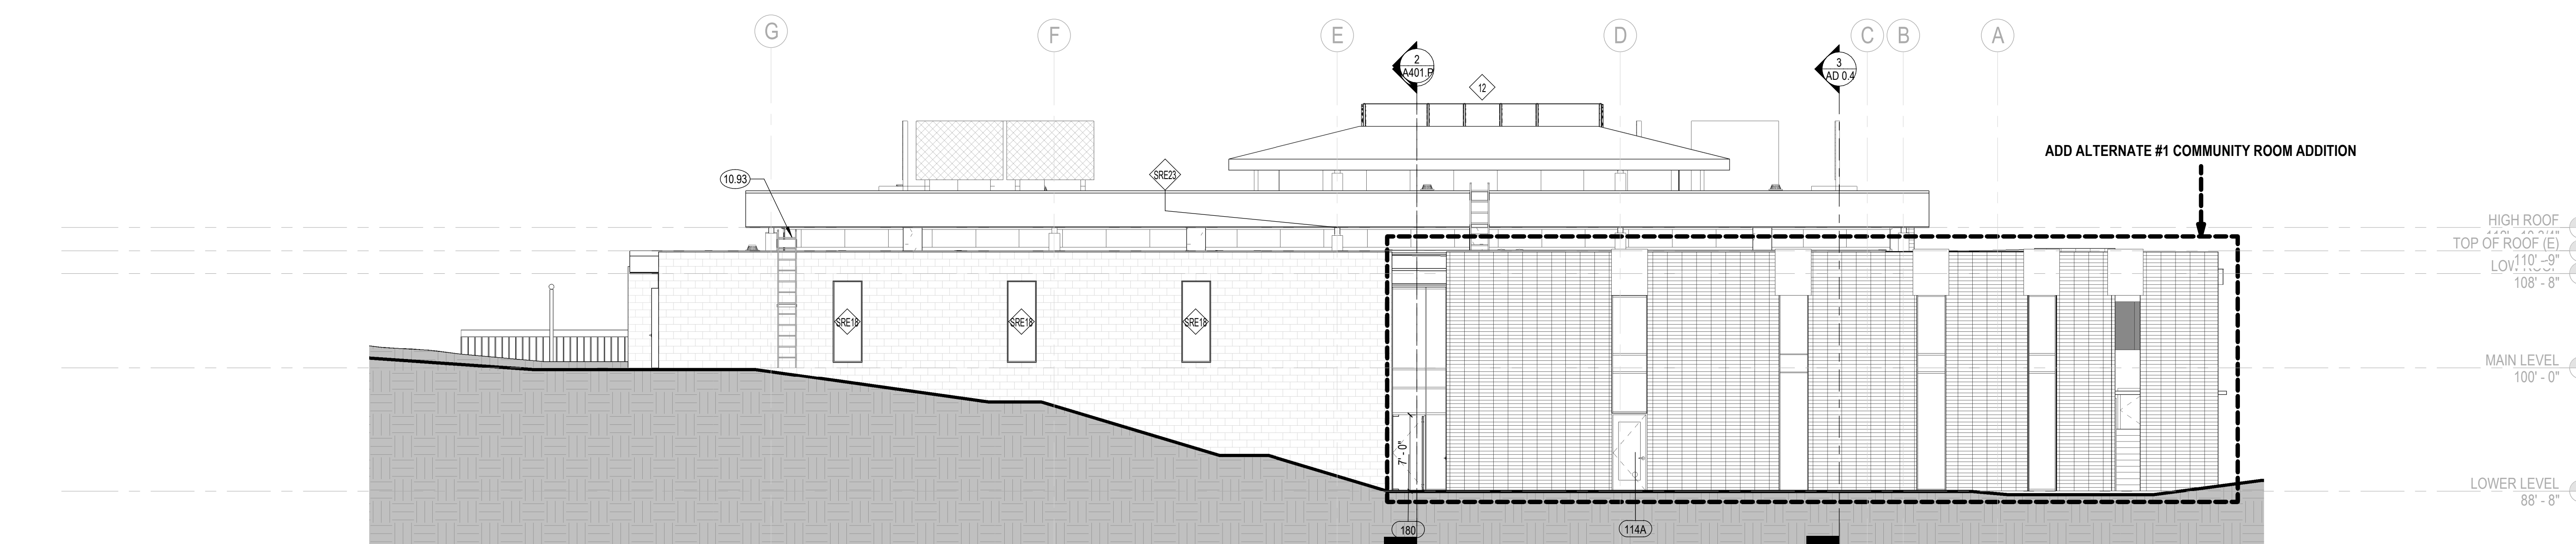 G
F
E
D
C
B
A
2
A401.P
3
AD 0.4
12
ADD ALTERNATE #1 COMMUNITY ROOM ADDITION
10.93
SRE23
HIGH ROOF
TOP OF ROOF (E)
110' - 9"
LOW ROOF
108' - 8"
SRE18
SRE18
SRE18
MAIN LEVEL
100' - 0"
7' - 0"
LOWER LEVEL
88' - 8"
180
114A